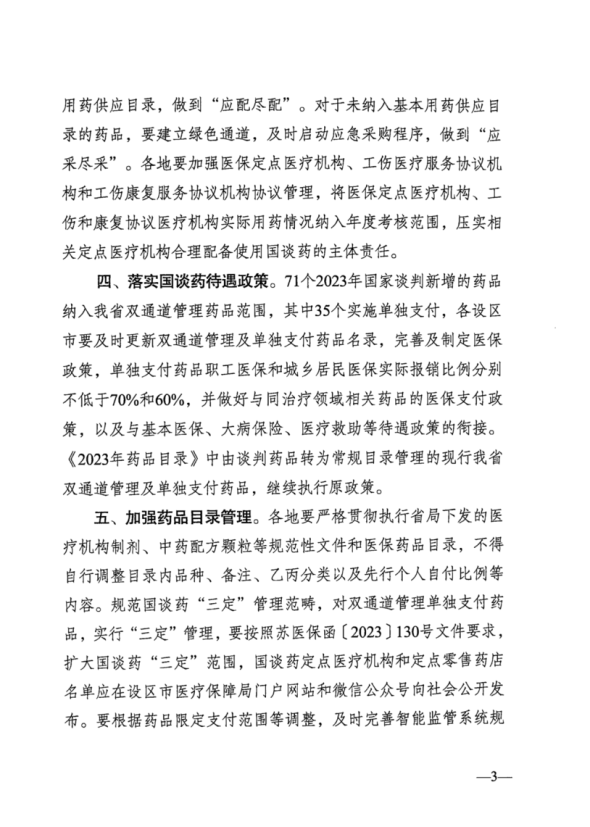 用药供应目录，做到“应配尽配”。对于未纳入基本用药供应目
录的药品，要建立绿色通道，及时启动应急采购程序，做到“应
采尽采”。各地要加强医保定点医疗机构、工伤医疗服务协议机
构和工伤康复服务协议机构协议管理，将医保定点医疗机构、工
伤和康复协议医疗机构实际用药情况纳入年度考核范围，压实相
关定点医疗机构合理配备使用国谈药的主体责任。
四、落实国谈药待遇政策。71个2023年国家谈判新增的药品
纳入我省双通道管理药品范围，其中35个实施单独支付，各设区
市要及时更新双通道管理及单独支付药品名录，完善及制定医保
政策，单独支付药品职工医保和城乡居民医保实际报销比例分别
不低于70%和60%，并做好与同治疗领域相关药品的医保支付政
策，以及与基本医保、大病保险、医疗救助等待遇政策的衔接。
《2023年药品目录》中由谈判药品转为常规目录管理的现行我省
双通道管理及单独支付药品，继续执行原政策。
五、加强药品目录管理。各地要严格贯彻执行省局下发的医
疗机构制剂、中药配方颗粒等规范性文件和医保药品目录，不得
自行调整目录内品种、备注、乙丙分类以及先行个人自付比例等
内容。规范国谈药“三定”管理范畴，对双通道管理单独支付药
品，实行“三定”管理，要按照苏医保函〔2023〕130号文件要求，
扩大国谈药“三定”范围，国谈药定点医疗机构和定点零售药店
名单应在设区市医疗保障局门户网站和微信公众号向社会公开发
布。要根据药品限定支付范围等调整，及时完善智能监管系统规
—3—